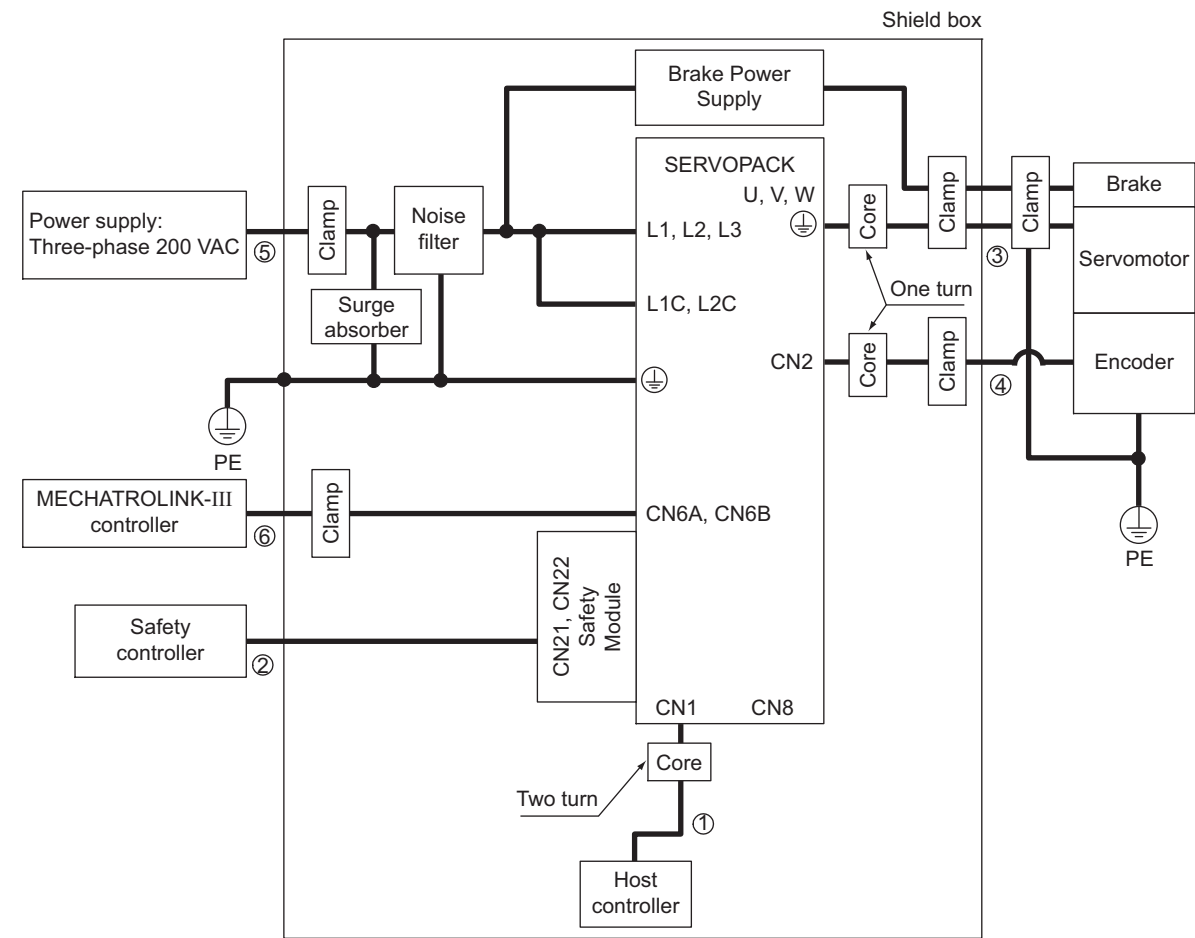 Shield box
Brake Power
Supply
SERVOPACK
U, V, W
Power supply:
Three-phase 200 VAC
⑤
Clamp
Noise
filter
L1, L2, L3
Core
Clamp
Clamp
Brake
③
Servomotor
Surge
absorber
L1C, L2C
One turn
CN2
Core
Clamp
④
Encoder
PE
MECHATROLINK-III
controller
⑥
Clamp
CN6A, CN6B
PE
CN21, CN22
Safety
Module
Safety
controller
②
CN1
CN8
Core
Two turn
①
Host
controller